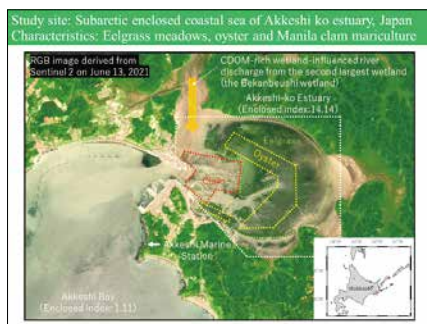 Study site: Subarctic enclosed coastal sea of Akkeshi ko estuary, Japan
Characteristics: Eelgrass meadows, oyster and Manila clam mariculture
RGB image derived from
Sentinel 2 on June 13, 2021
CDOM-rich wetland-influenced river
discharge from the second largest wetland
(the Bekanbeushi wetland)
Akkeshi-ko Estuary
(Enclosed index:14.14)
Eelgrass
Oyster
Akkeshi Marine
Station
Akkeshi Bay
(Enclosed index:1.11)